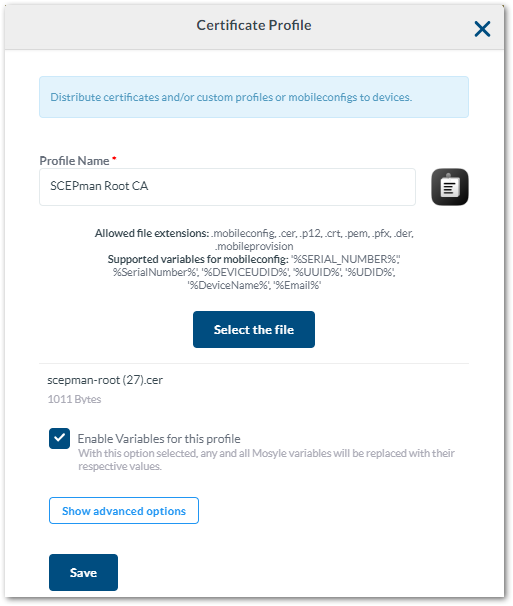 Certificate Profile
Distribute certificates and/or custom profiles or mobileconfigs to devices.
Profile Name *
SCEPman Root CA
Allowed file extensions: .mobileconfig, .cer, .p12, .crt, .pem, .pfx, .der,
.mobileprovision
Supported variables for mobileconfig: '%SERIAL_NUMBER%','
%SerialNumber%', '%DEVICEUDID%', '%UUID%', '%UDID%',
'%DeviceName%', '%Email%'
Select the file
scepman-root (27).cer
1011 Bytes
Enable Variables for this profile
With this option selected, any and all Mosyle variables will be replaced with their
respective values.
Show advanced options
Save